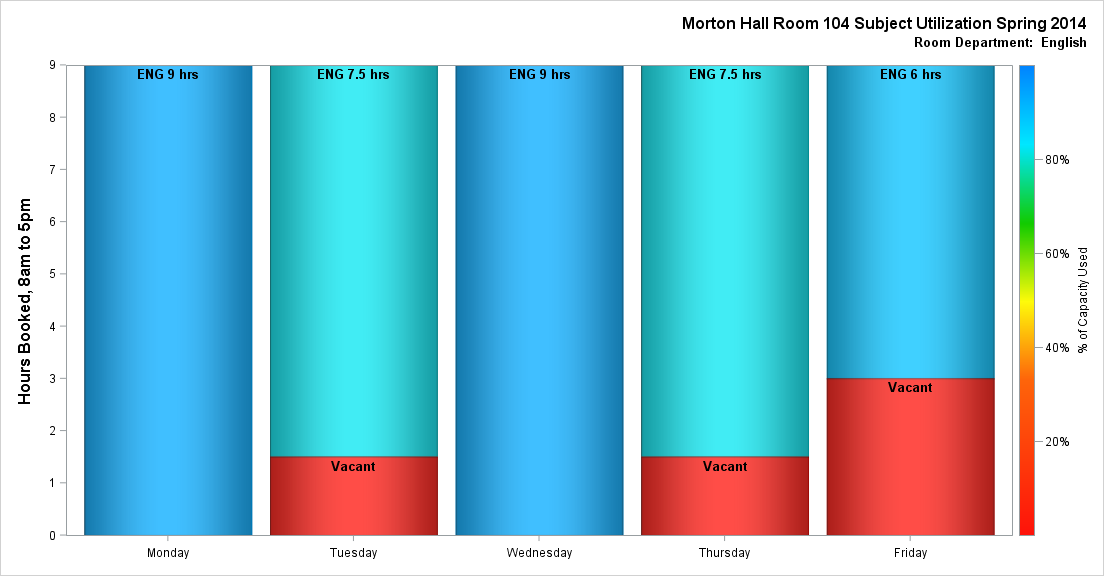 Morton Hall Room 104 Subject Utilization Spring 2014
Room Department:  English
Hours Booked, 8am to 5pm
9
8
7
6
5
4
3
2
1
0
ENG 9 hrs
ENG 7.5 hrs
ENG 9 hrs
ENG 7.5 hrs
ENG 6 hrs
Vacant
Vacant
Vacant
Monday
Tuesday
Wednesday
Thursday
Friday
80%
60%
40%
20%
% of Capacity Used